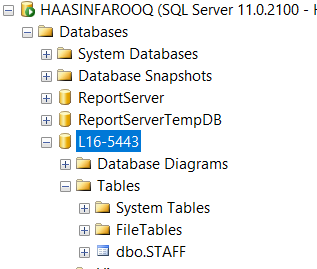 HAASINFAROOQ (SQL Server 11.0.2100 - H
Databases
System Databases
Database Snapshots
ReportServer
ReportServerTempDB
L16-5443
Database Diagrams
Tables
System Tables
FileTables
dbo.STAFF